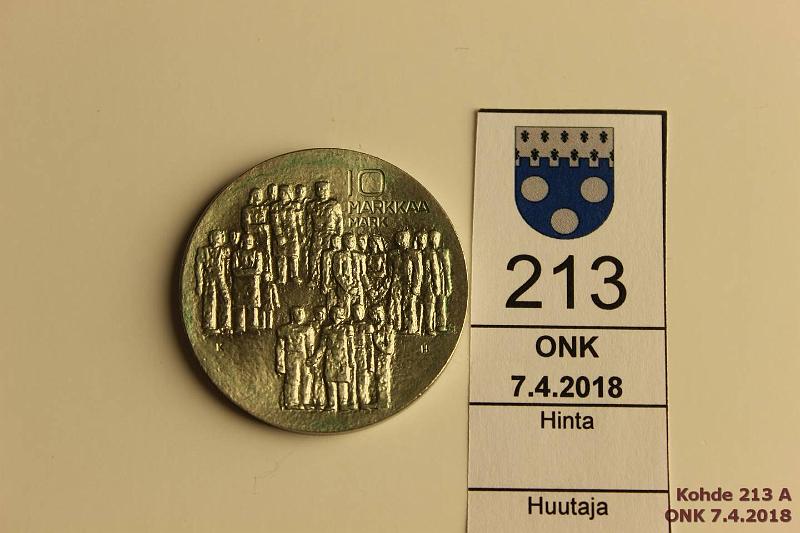 10
MARKKAA
MARK
K H
213
ONK
7.4.2018
Hinta
Huutaja
Kohde 213 A
ONK 7.4.2018